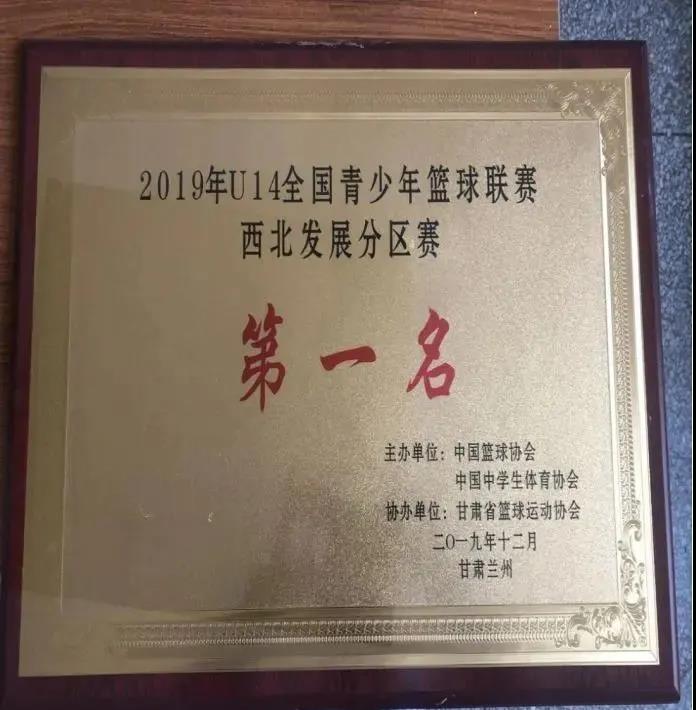 2019年U14全国青少年篮球联赛
西北发展分区赛
第一名
主办单位：中国篮球协会
中国中学生体育协会
协办单位：甘肃省篮球运动协会
二〇一九年十二月
甘肃兰州